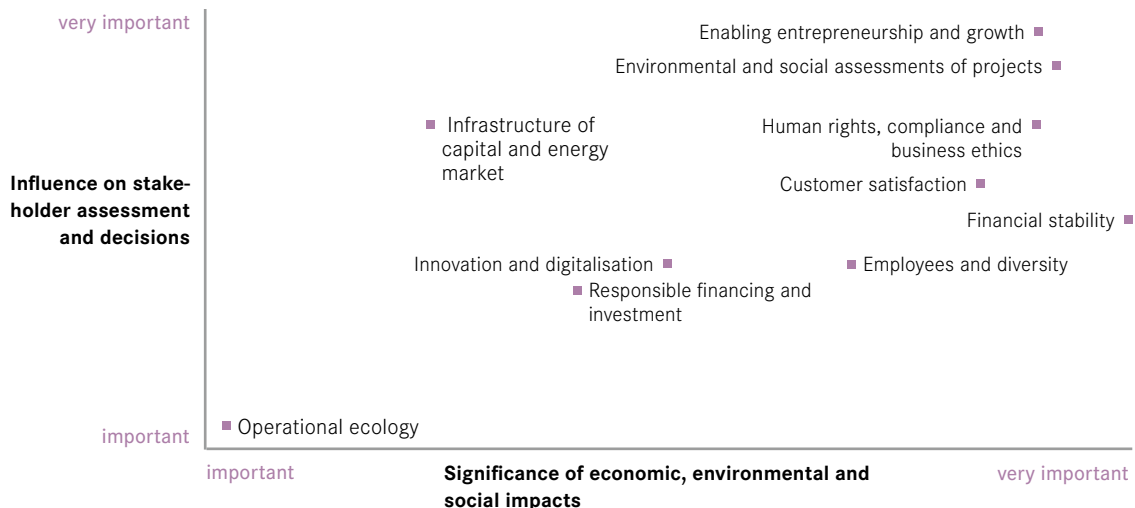 very important
Enabling entrepreneurship and growth
Environmental and social assessments of projects
Infrastructure of
capital and energy
market
Human rights, compliance and
business ethics
Influence on stake-
holder assessment
and decisions
Customer satisfaction
Financial stability
Innovation and digitalisation
Employees and diversity
Responsible financing and
investment
Operational ecology
important
important
Significance of economic, environmental and
social impacts
very important